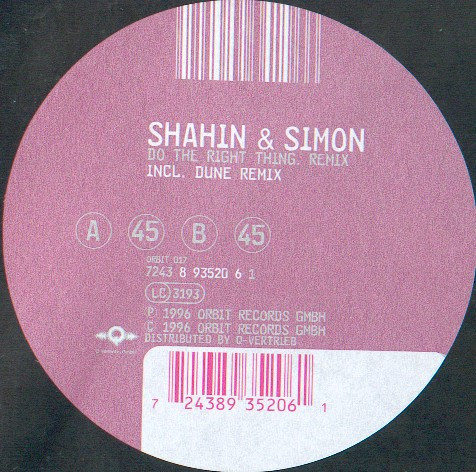 SHAHIN & SIMON
DO THE RIGHT THING. REMIX
INCL. DUNE REMIX
A 45 B 45
ORBIT 017
7243 8 93520 6 1
LC 3193
P 1996 ORBIT RECORDS GMBH
C 1996 ORBIT RECORDS GMBH
DISTRIBUTED BY Q-VERTRIEB
7 24389 35206 1